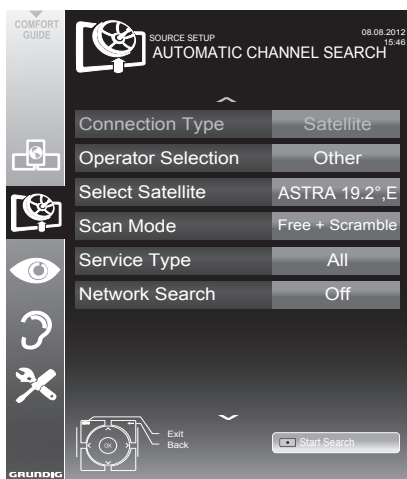 COMFORT
GUIDE
SOURCE SETUP
AUTOMATIC CHANNEL SEARCH
08.08.2012
15:46
Connection Type Satellite
Operator Selection Other
Select Satellite ASTRA 19.2°,E
Scan Mode Free + Scramble
Service Type All
Network Search Off
OK
Exit
Back
Start Search
GRUNDIG